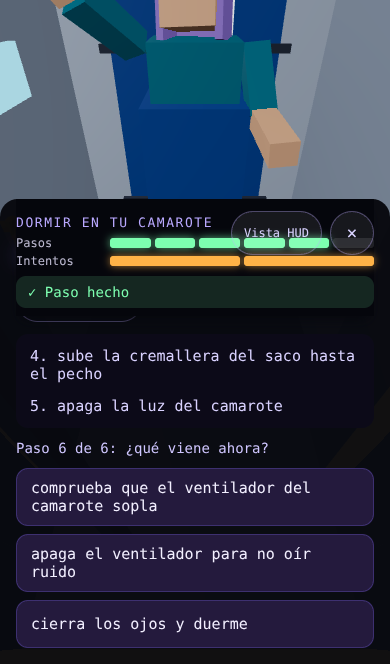 DORMIR EN TU CAMAROTE
Vista HUD
×
Pasos
Intentos
✓ Paso hecho
4. sube la cremallera del saco hasta
el pecho
5. apaga la luz del camarote
Paso 6 de 6: ¿qué viene ahora?
comprueba que el ventilador del
camarote sopla
apaga el ventilador para no oír
ruido
cierra los ojos y duerme